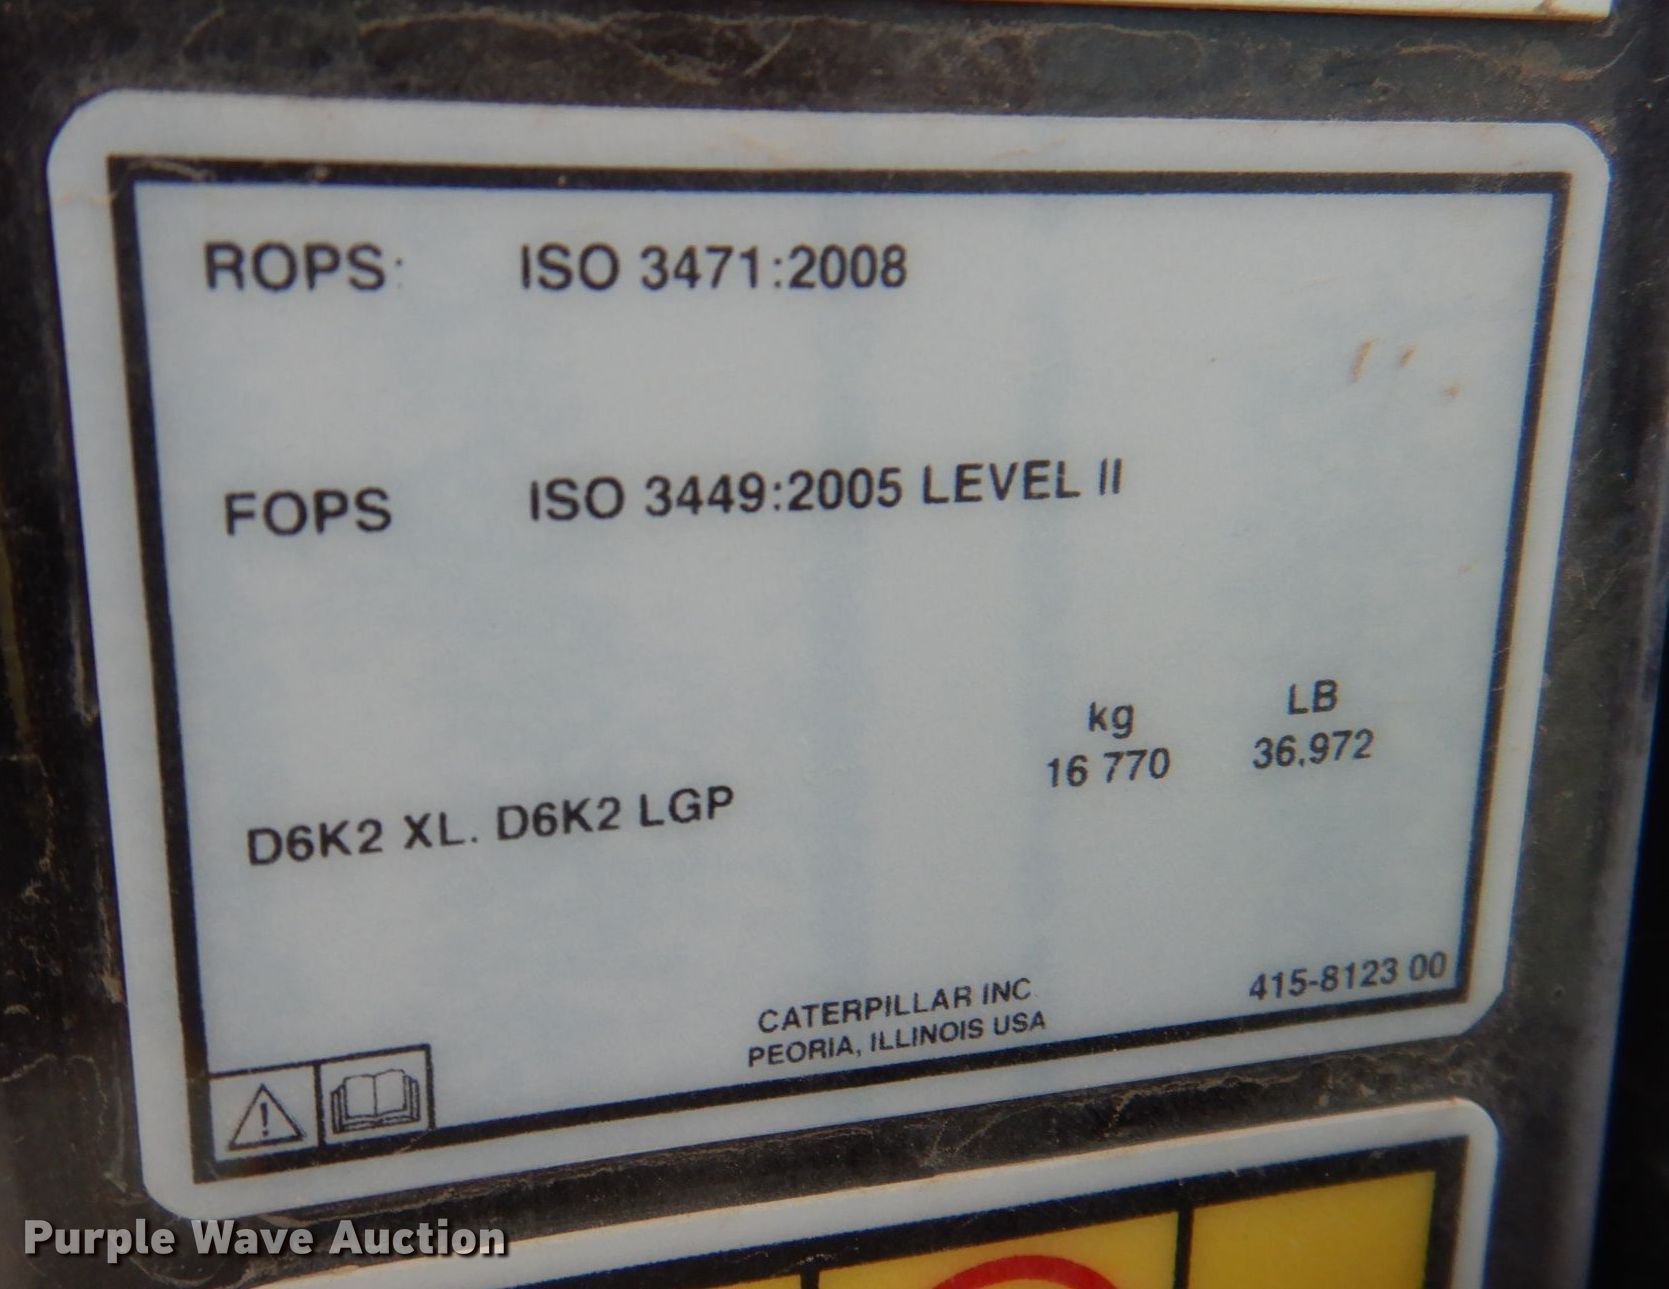 ROPS: ISO 3471:2008
FOPS ISO 3449:2005 LEVEL II
kg LB
16 770 36,972
D6K2 XL. D6K2 LGP
CATERPILLAR INC
PEORIA, ILLINOIS USA
415-8123 00
Purple Wave Auction